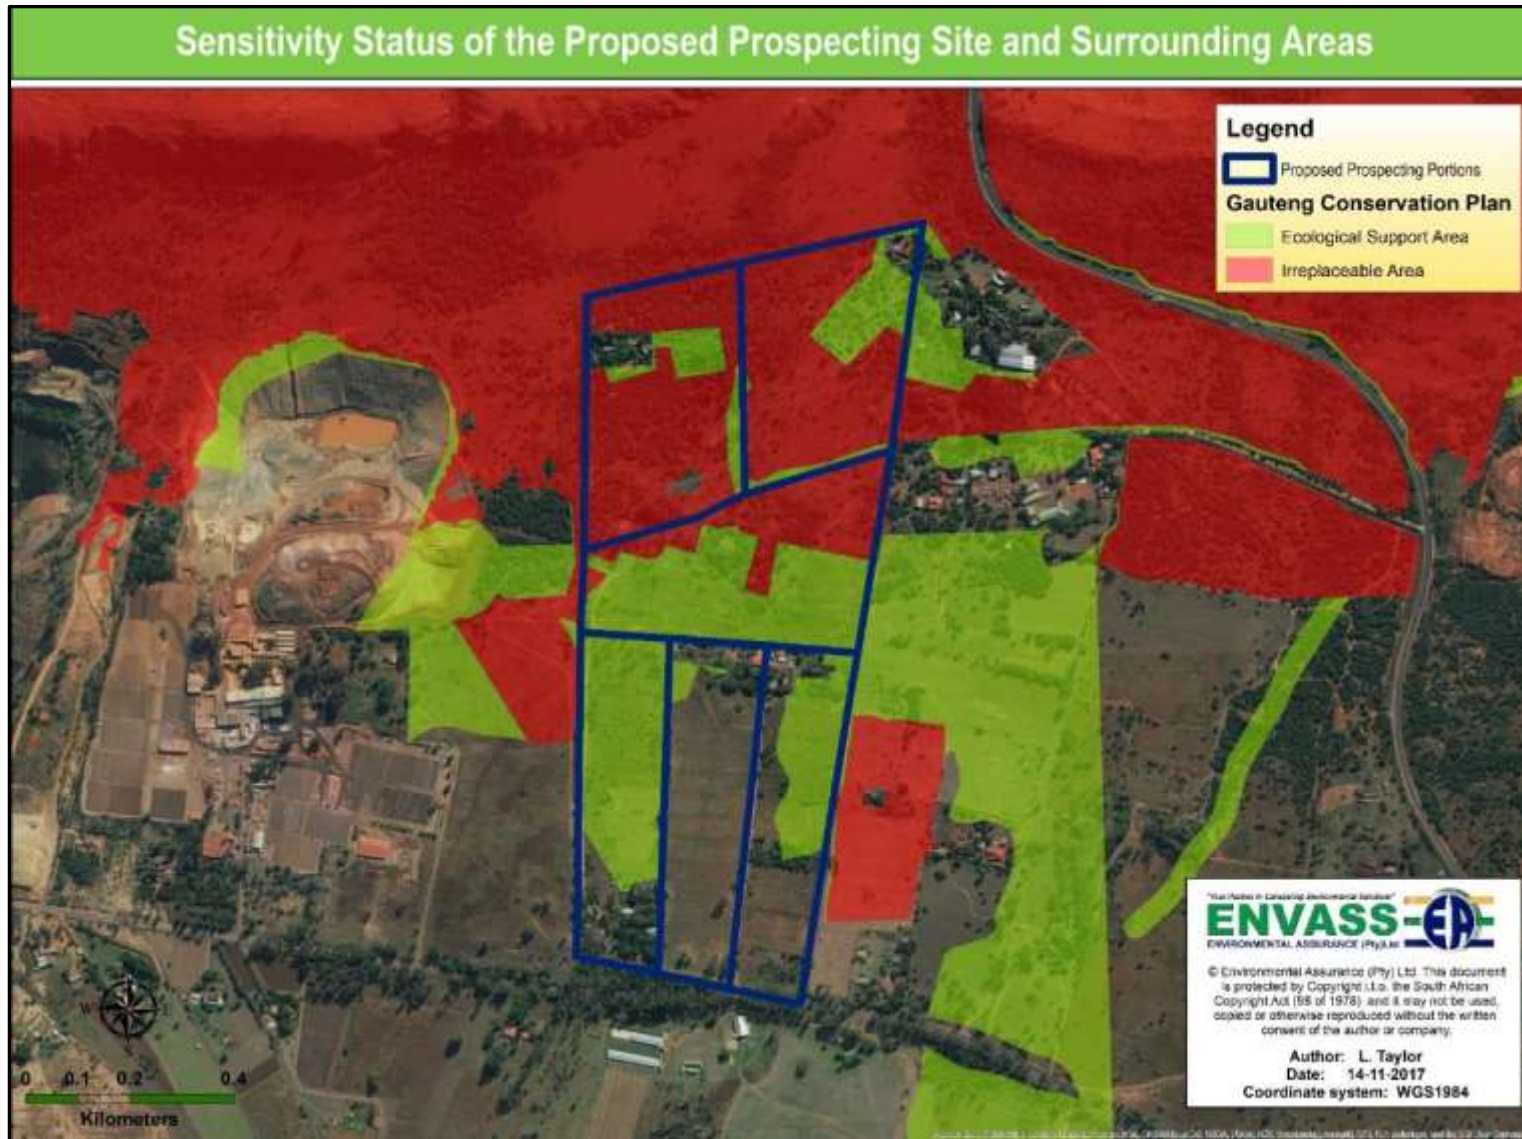 Sensitivity Status of the Proposed Prospecting Site and Surrounding Areas
Legend
Proposed Prospecting Portions
Gauteng Conservation Plan
Ecological Support Area
Irreplaceable Area
ENVASS
EA
ENVIRONMENTAL ASSURANCE (Pty)Ltd
© Environmental Assurance (Pty) Ltd. This document
is protected by Copyright i.t.o. the South African
Copyright Act (98 of 1978) and it may not be used,
copied or otherwise reproduced without the written
consent of the author or company.
Author: L. Taylor
Date: 14-11-2017
Coordinate system: WGS1984
W
0 0.1 0.2 0.4
Kilometers